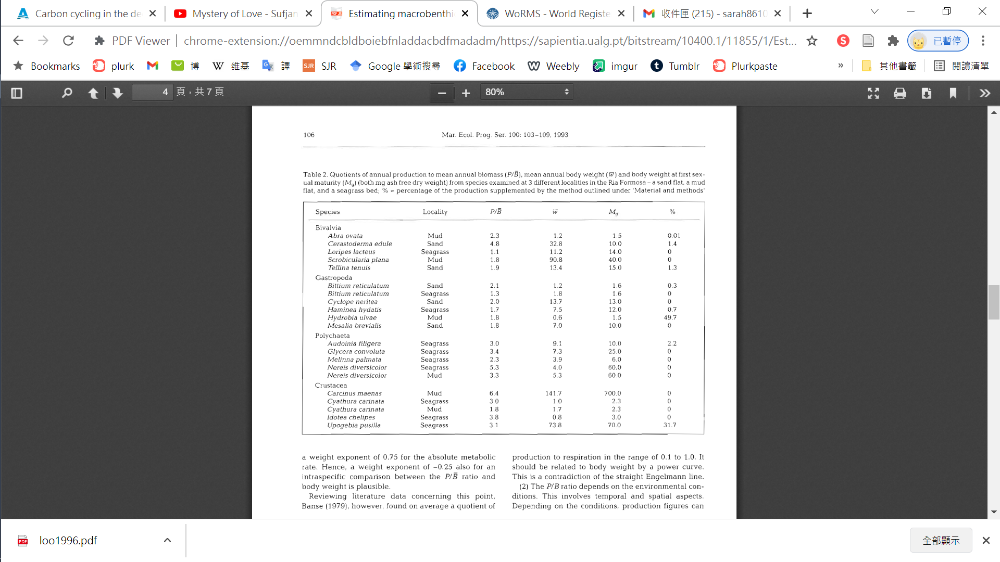 Carbon cycling in the de
Mystery of Love - Sufjan
Estimating macrobenthi
WoRMS - World Registe
收件匣 (215) - sarah8610
PDF Viewer
chrome-extension://oemmndcbldboiebfnladdacbdfmadadm/https://sapientia.ualg.pt/bitstream/10400.1/11855/1/Est...
S
已暫停
Bookmarks
plurk
博
W 維基
譯
SJR SJR
Google 學術搜尋
Facebook
Weebly
imgur
Tumblr
Plurkpaste
»
其他書籤
閱讀清單
4 頁，共 7 頁
80%
106 Mar. Ecol. Prog. Ser. 100: 103–109, 1993
Table 2. Quotients of annual production to mean annual biomass (P/B̄), mean annual body weight (w̄) and body weight at first sex-
ual maturity (Mg) (both mg ash free dry weight) from species examined at 3 different localities in the Ria Formosa – a sand flat, a mud
flat, and a seagrass bed; % = percentage of the production supplemented by the method outlined under 'Material and methods'
Species Locality P/B̄ w̄ Mg %
Bivalvia
Abra ovata Mud 2.3 1.2 1.5 0.01
Cerastoderma edule Sand 4.8 32.8 10.0 1.4
Loripes lacteus Seagrass 1.1 11.2 14.0 0
Scrobicularia plana Mud 1.8 90.8 40.0 0
Tellina tenuis Sand 1.9 13.4 15.0 1.3
Gastropoda
Bittium reticulatum Sand 2.1 1.2 1.6 0.3
Bittium reticulatum Seagrass 1.3 1.8 1.6 0
Cyclope neritea Sand 2.0 13.7 13.0 0
Haminea hydatis Seagrass 1.7 7.5 12.0 0.7
Hydrobia ulvae Mud 1.8 0.6 1.5 49.7
Mesalia brevialis Sand 1.8 7.0 10.0 0
Polychaeta
Audoinia filigera Seagrass 3.0 9.1 10.0 2.2
Glycera convoluta Seagrass 3.4 7.3 25.0 0
Melinna palmata Seagrass 2.3 3.9 6.0 0
Nereis diversicolor Seagrass 5.3 4.0 60.0 0
Nereis diversicolor Mud 3.3 5.3 60.0 0
Crustacea
Carcinus maenas Mud 6.4 141.7 700.0 0
Cyathura carinata Seagrass 3.0 1.0 2.3 0
Cyathura carinata Mud 1.8 1.7 2.3 0
Idotea chelipes Seagrass 3.8 0.8 3.0 0
Upogebia pusilla Seagrass 3.1 73.8 70.0 31.7
a weight exponent of 0.75 for the absolute metabolic
rate. Hence, a weight exponent of –0.25 also for an
intraspecific comparison between the P/B̄ ratio and
body weight is plausible.
Reviewing literature data concerning this point,
Banse (1979), however, found on average a quotient of
production to respiration in the range of 0.1 to 1.0. It
should be related to body weight by a power curve.
This is a contradiction of the straight Engelmann line.
(2) The P/B ratio depends on the environmental con-
ditions. This involves temporal and spatial aspects.
Depending on the conditions, production figures can
PDF loo1996.pdf
全部顯示